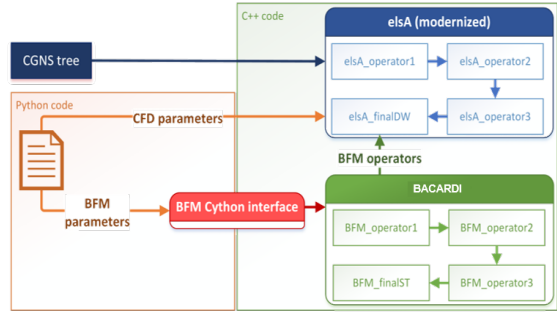 C++ code
elsA (modernized)
CGNS tree
elsA_operator1
elsA_operator2
Python code
CFD parameters
elsA_finalDW
elsA_operator3
BFM operators
BFM
parameters
BFM Cython interface
BACARDI
BFM_operator1
BFM_operator2
BFM_finalST
BFM_operator3